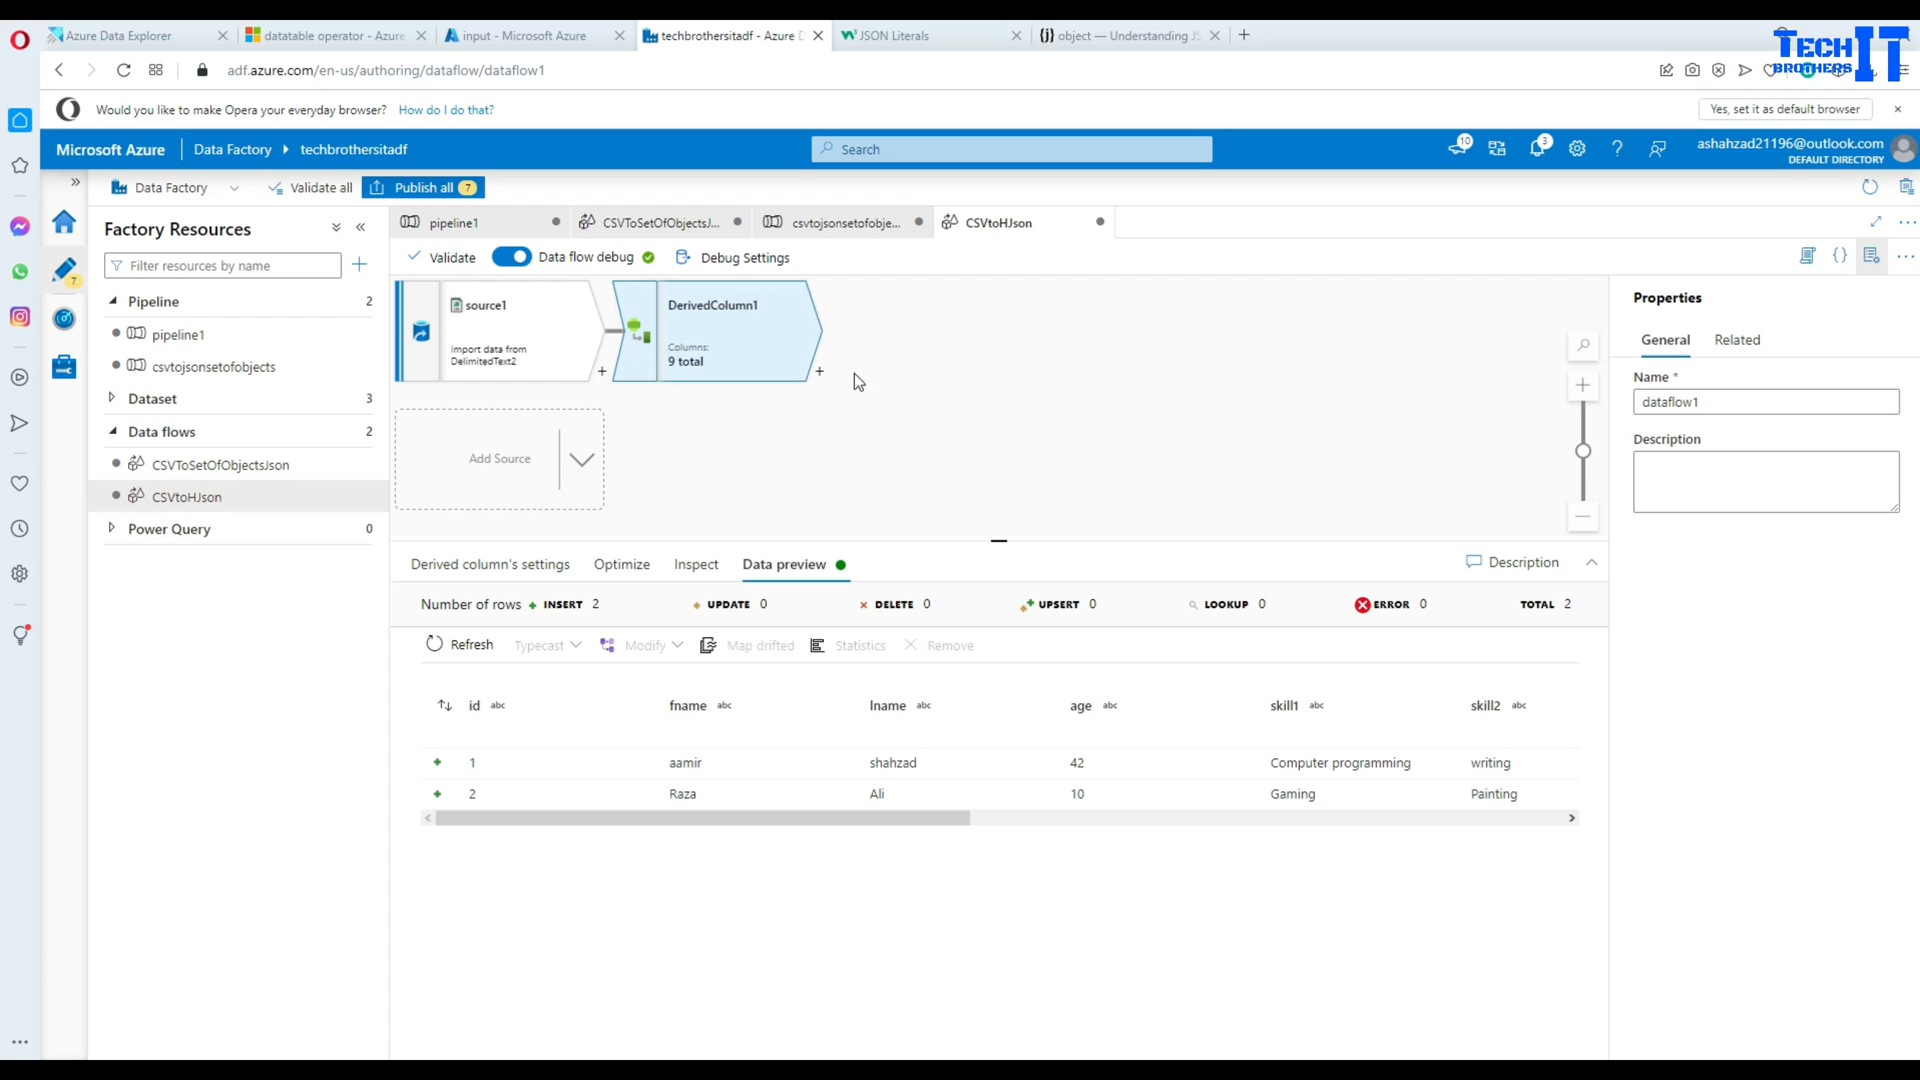 Azure Data Explorer
datatable operator - Azure
input - Microsoft Azure
techbrothersitadf - Azure D
JSON Literals
object — Understanding JS
TECH BROTHERS IT
adf.azure.com/en-us/authoring/dataflow/dataflow1
Would you like to make Opera your everyday browser? How do I do that?
Yes, set it as default browser
Microsoft Azure
Data Factory
techbrothersitadf
Search
10
3
ashahzad21196@outlook.com
DEFAULT DIRECTORY
Data Factory
Validate all
Publish all 7
Factory Resources
Filter resources by name
7
Pipeline 2
pipeline1
csvtojsonsetofobjects
Dataset 3
Data flows 2
CSVToSetOfObjectsJson
CSVtoHJson
Power Query 0
pipeline1
CSVToSetOfObjectsJ...
csvtojsonsetofobje...
CSVtoHJson
Validate
Data flow debug
Debug Settings
source1
Import data from
DelimitedText2
DerivedColumn1
Columns:
9 total
Add Source
Properties
General Related
Name *
dataflow1
Description
Derived column's settings
Optimize
Inspect
Data preview
Description
Number of rows
INSERT 2
UPDATE 0
DELETE 0
UPSERT 0
LOOKUP 0
ERROR 0
TOTAL 2
Refresh
Typecast
Modify
Map drifted
Statistics
Remove
id abc fname abc lname abc age abc skill1 abc skill2 abc
1 aamir shahzad 42 Computer programming writing
2 Raza Ali 10 Gaming Painting